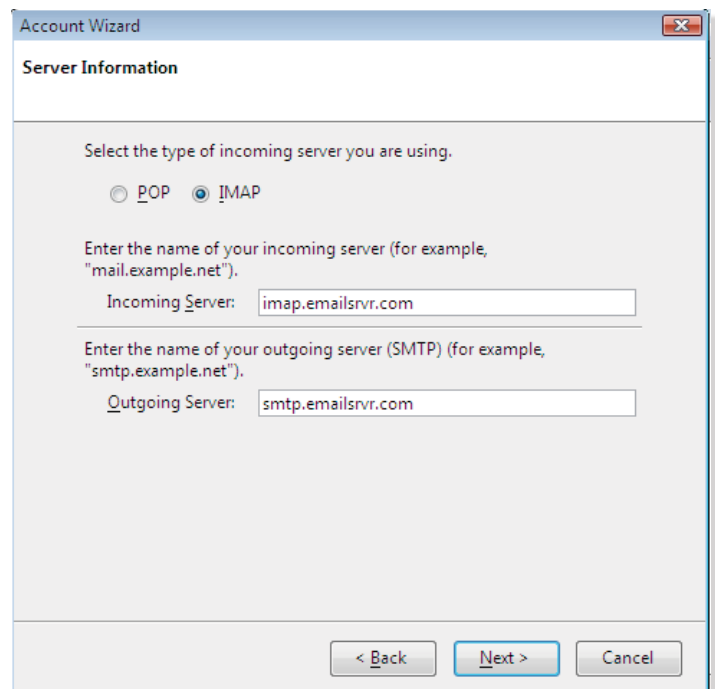 Account Wizard
Server Information
Select the type of incoming server you are using.
POP IMAP
Enter the name of your incoming server (for example,
"mail.example.net").
Incoming Server: imap.emailsrvr.com
Enter the name of your outgoing server (SMTP) (for example,
"smtp.example.net").
Outgoing Server: smtp.emailsrvr.com
< Back Next > Cancel